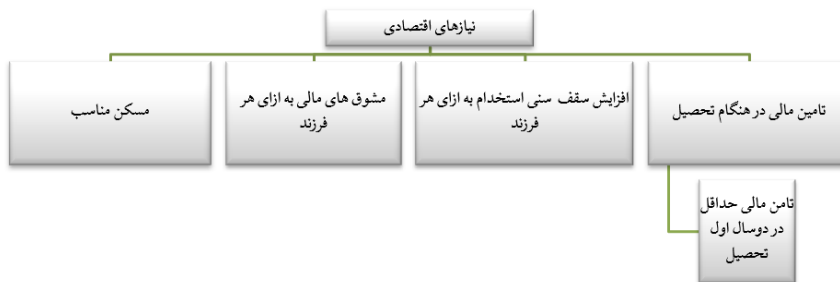 نیازهای اقتصادی
تامین مالی در هنگام تحصیل
افزایش سقف سنی استخدام به ازای هر
فرزند
مشوق های مالی به ازای هر
فرزند
مسکن مناسب
تامن مالی حداقل
در دوسال اول
تحصیل